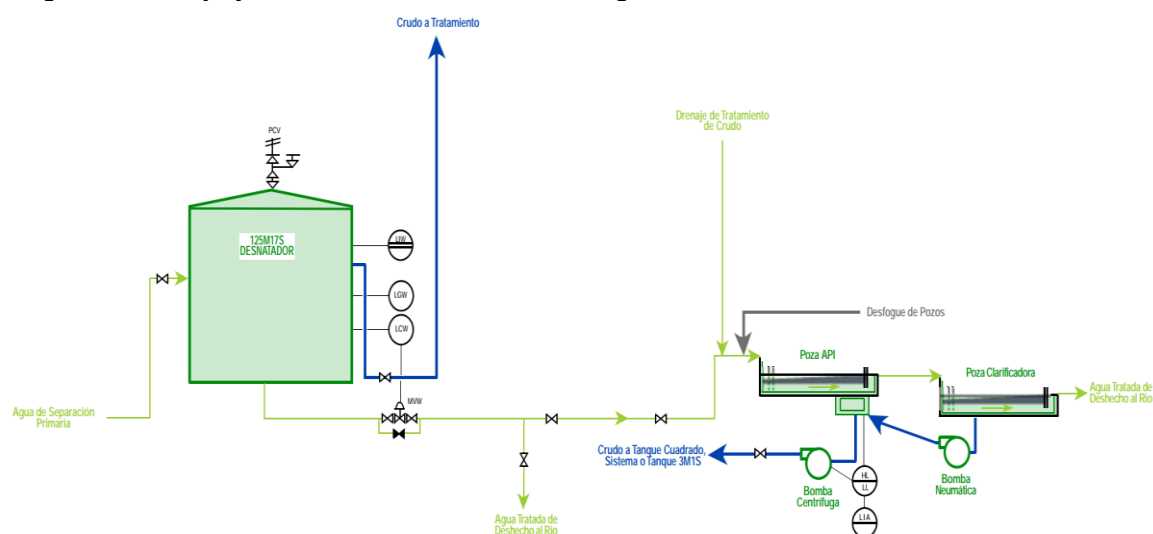 Crudo a Tratamiento
Drenaje de Tratamiento
de Crudo
PCV
125M17S
DESNATADOR
LIW
LGW
LCW
Desfogue de Pozos
Poza API
Poza Clarificadora
Agua de Separación
Primaria
MVW
Agua Tratada de
Deshecho al Río
Crudo a Tanque Cuadrado,
Sistema o Tanque 3M1S
Bomba
Centrífuga
HL
LL
LIA
Bomba
Neumática
Agua Tratada de
Deshecho al Río